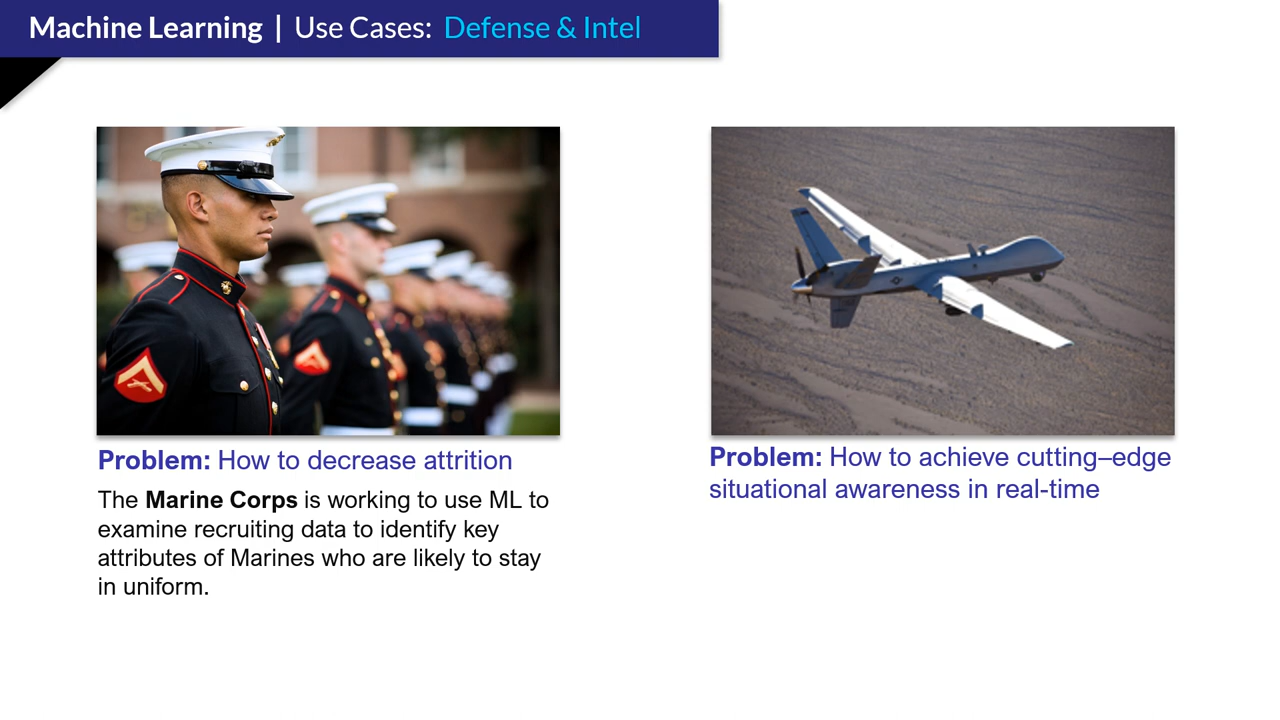 Machine Learning | Use Cases: Defense & Intel
Problem: How to decrease attrition
The Marine Corps is working to use ML to
examine recruiting data to identify key
attributes of Marines who are likely to stay
in uniform.
Problem: How to achieve cutting–edge
situational awareness in real-time